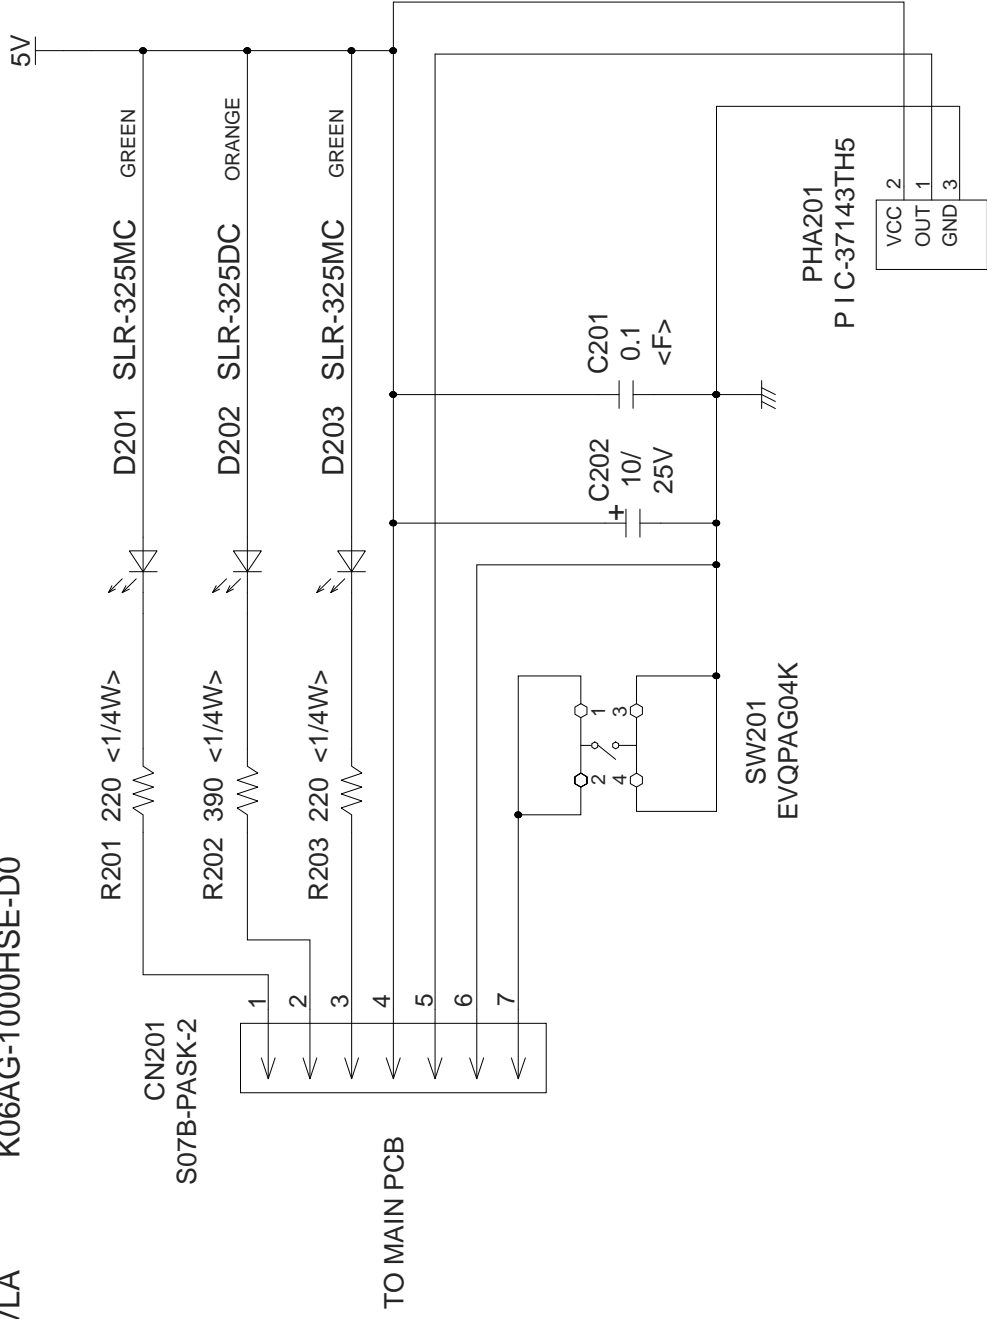 /LA K06AG-1000HSE-D0
5V
R201 220 <1/4W>
D201 SLR-325MC GREEN
R202 390 <1/4W>
D202 SLR-325DC ORANGE
R203 220 <1/4W>
D203 SLR-325MC GREEN
CN201
S07B-PASK-2
1
2
3
4
5
6
7
TO MAIN PCB
C202
10/
25V
+
C201
0.1
<F>
2 1
4 3
SW201
EVQPAG04K
PHA201
PIC-37143TH5
VCC 2
OUT 1
GND 3